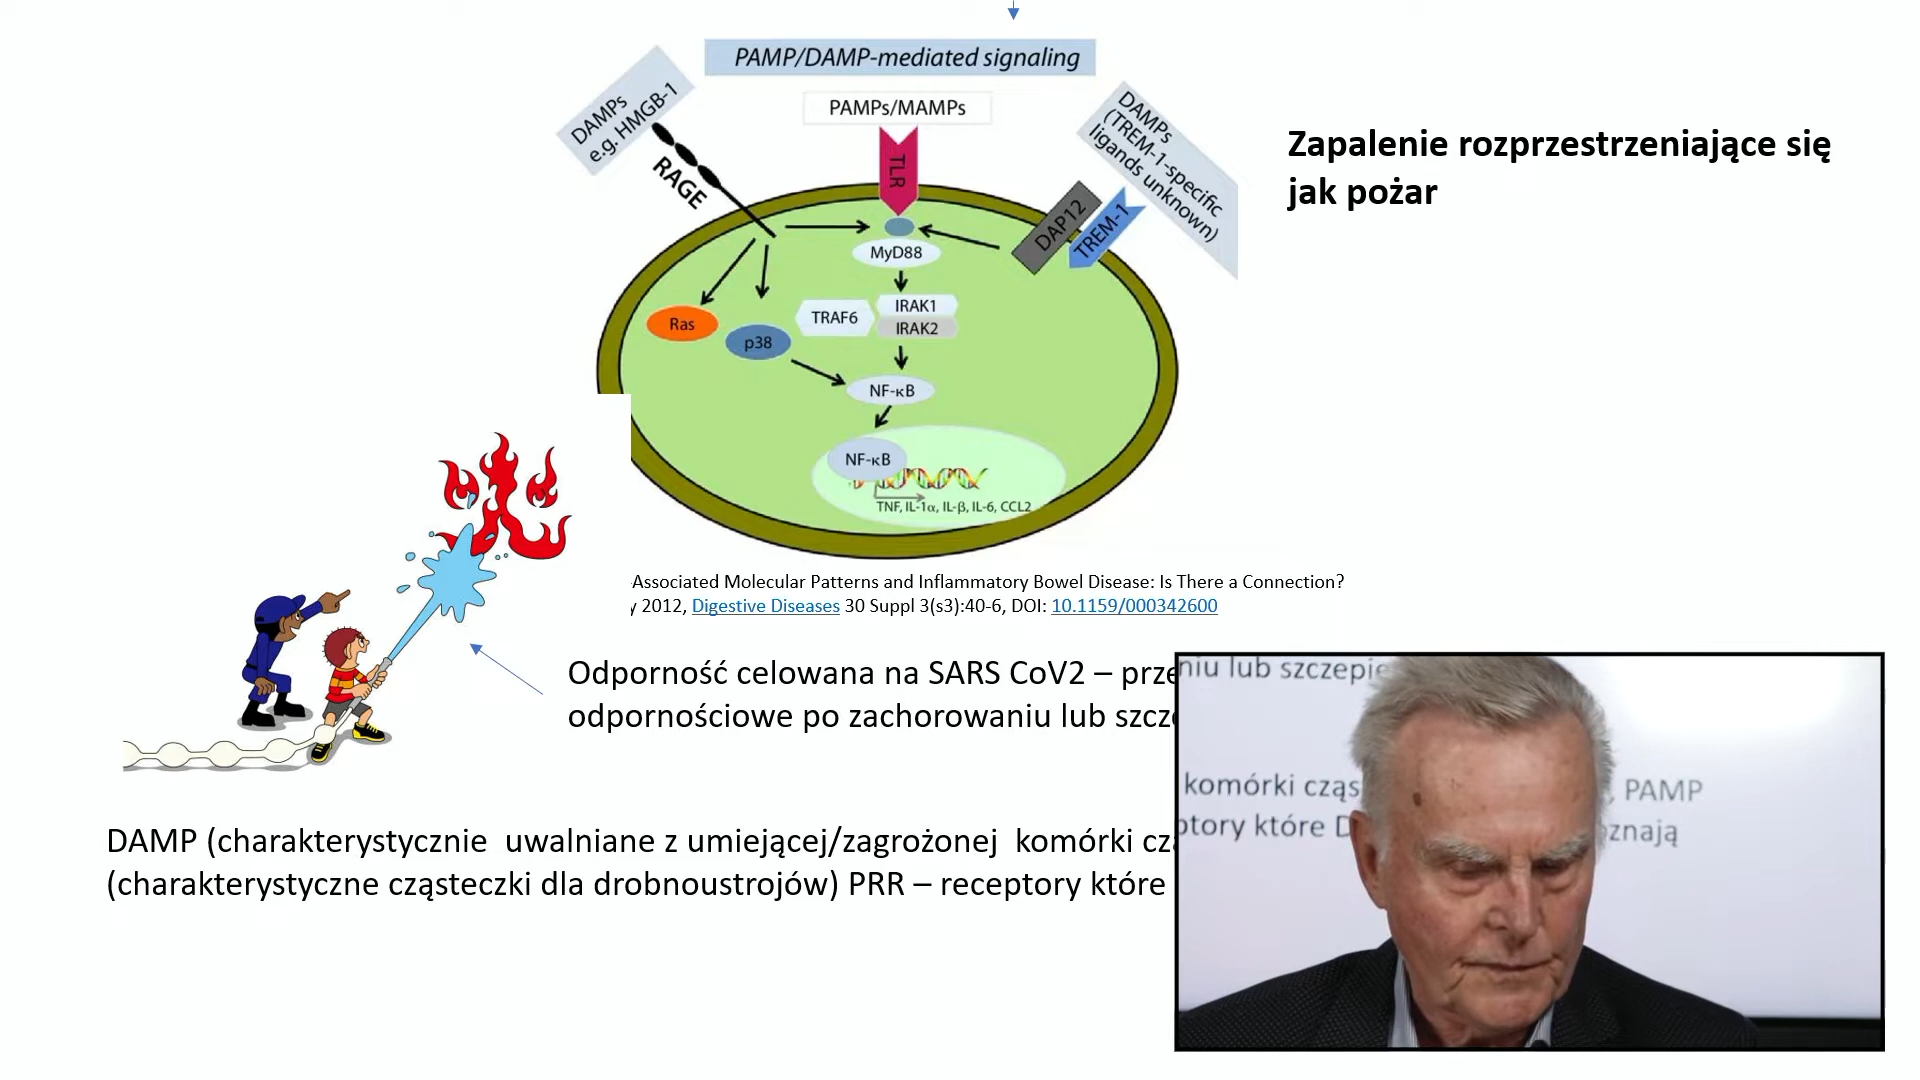 PAMP/DAMP-mediated signaling
DAMPs
e.g. HMGB-1
RAGE
PAMPs/MAMPs
TLR
DAMPs
(TREM-1-specific
ligands unknown)
DAP12
TREM-1
MyD88
Ras
p38
TRAF6
IRAK1
IRAK2
NF-κB
NF-κB
TNF, IL-1α, IL-β, IL-6, CCL2
Zapalenie rozprzestrzeniające się
jak pożar
Associated Molecular Patterns and Inflammatory Bowel Disease: Is There a Connection?
2012, Digestive Diseases 30 Suppl 3(s3):40-6, DOI: 10.1159/000342600
Odporność celowana na SARS CoV2 – prze
odpornościowe po zachorowaniu lub szcz
DAMP (charakterystycznie uwalniane z umiejącej/zagrożonej komórki cz
(charakterystyczne cząsteczki dla drobnoustrojów) PRR – receptory które
niu lub szczepie
komórki cząs , PAMP
ptory które D znają